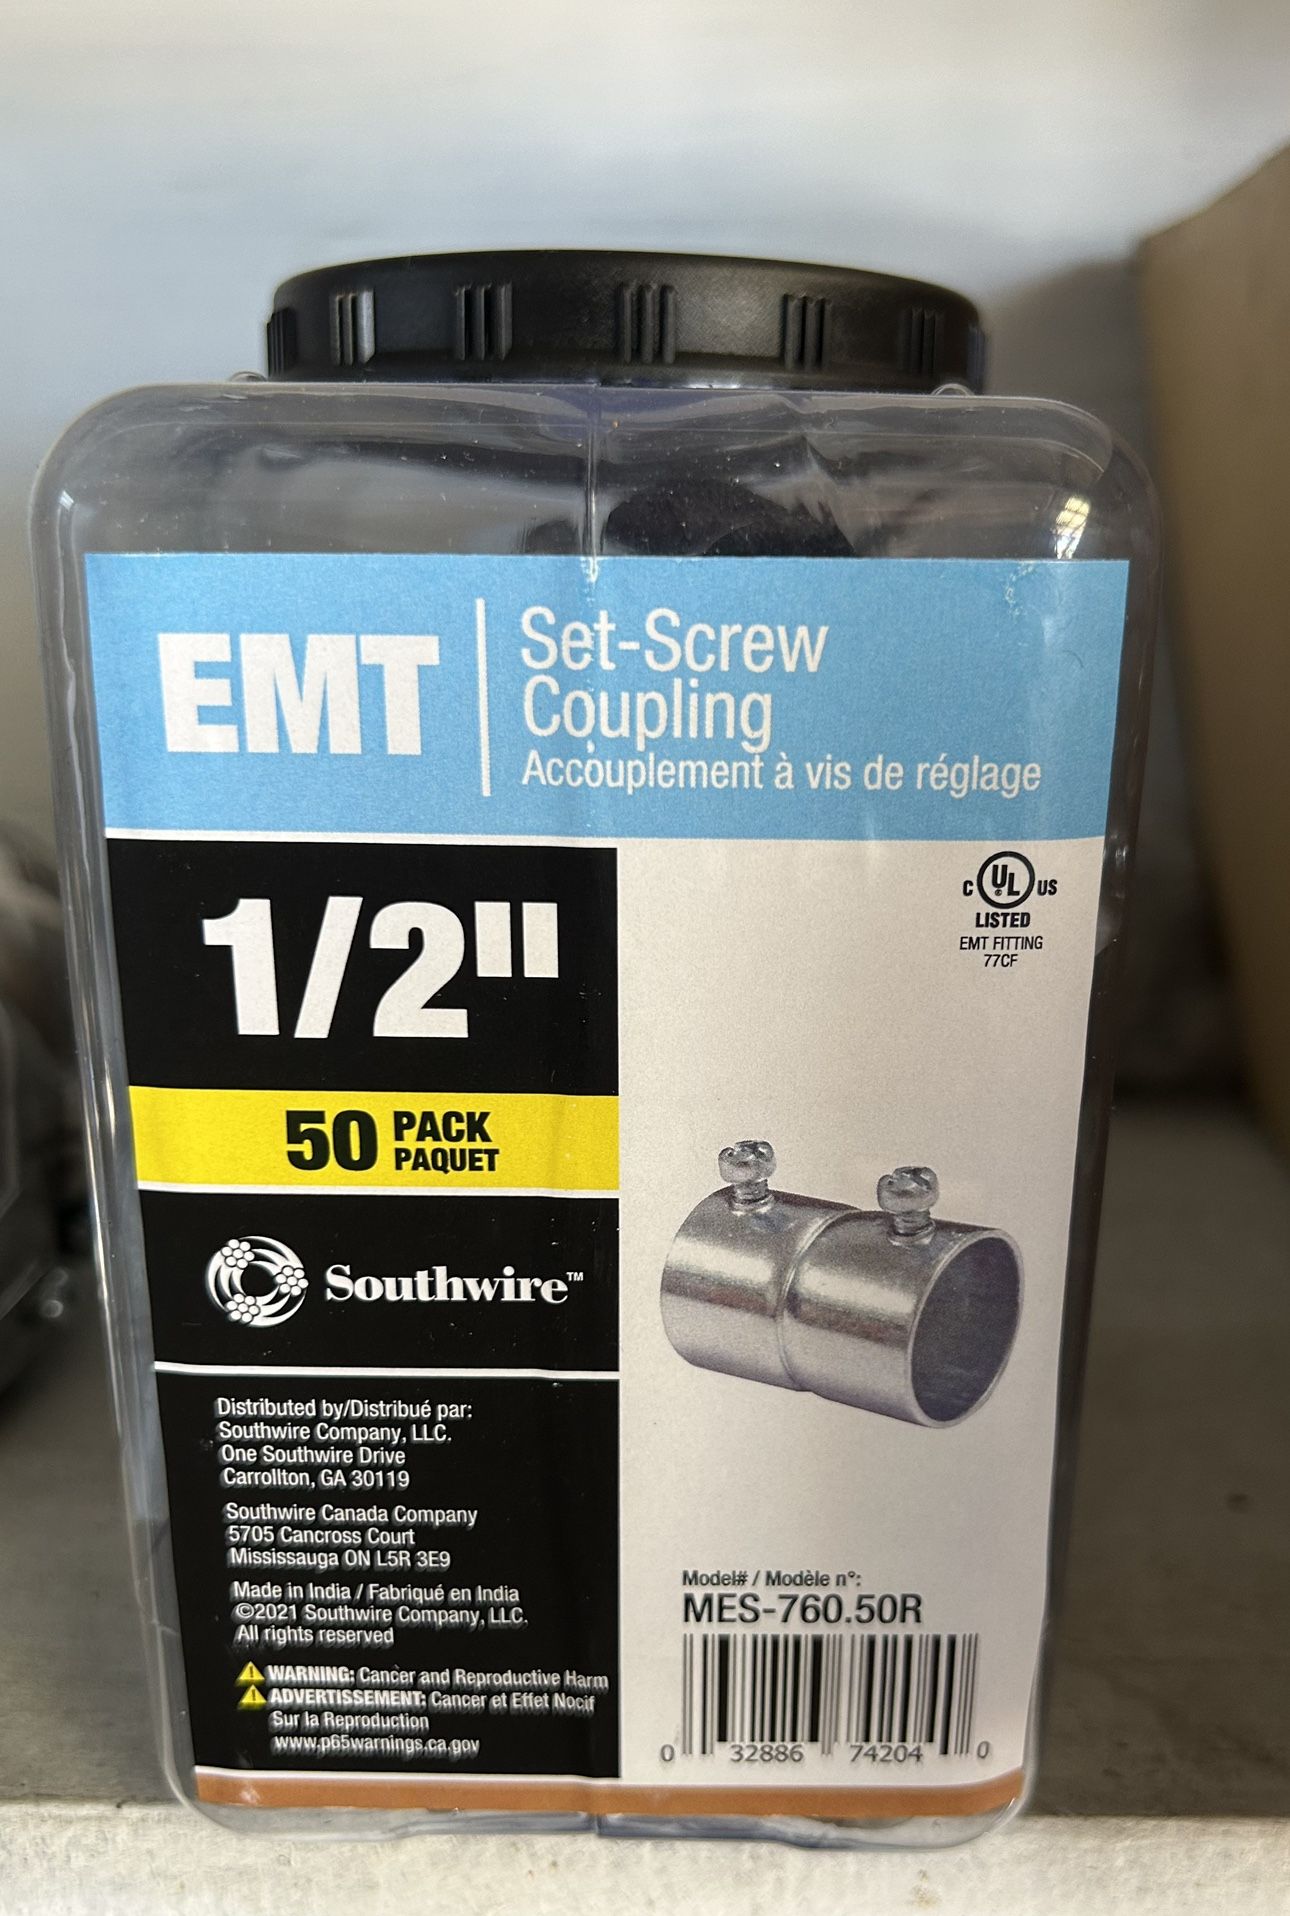 EMT
Set-Screw
Coupling
Accouplement à vis de réglage
1/2"
50 PACK
PAQUET
Southwire™
C UL US
LISTED
EMT FITTING
77CF
Distributed by/Distribué par:
Southwire Company, LLC.
One Southwire Drive
Carrollton, GA 30119
Southwire Canada Company
5705 Cancross Court
Mississauga ON L5R 3E9
Made in India / Fabriqué en India
©2021 Southwire Company, LLC.
All rights reserved
WARNING: Cancer and Reproductive Harm
ADVERTISSEMENT: Cancer et Effet Nocif
Sur la Reproduction
www.p65warnings.ca.gov
Model# / Modèle n°:
MES-760.50R
0 32886 74204 0